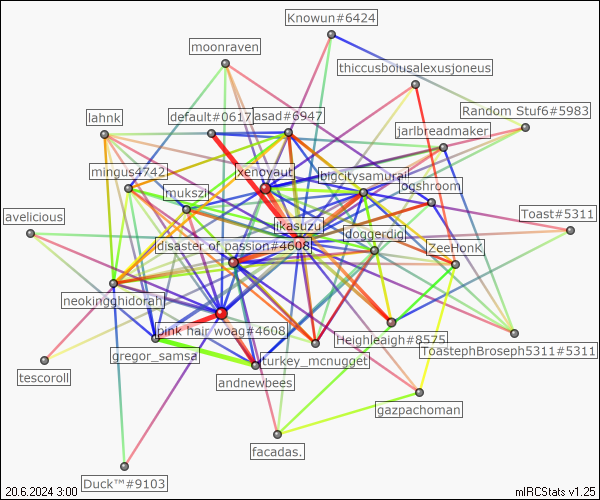 Knowun#6424
moonraven
thiccusboiusalexusjoneus
Random Stuf6#5983
lahnk
default#0617
asad#6947
jarlbreadmaker
mingus4742
xenoyaut
bigcitysamurai
mukszi
ogshroom
avelicious
Toast#5311
ikasuzu
doggerdig
disaster of passion#4608
ZeeHonK
neokingghidorah
pink hair woag#4608
Heighleaigh#8575
ToastephBroseph5311#5311
gregor_samsa
turkey_mcnugget
tescoroll
andnewbees
gazpachoman
facadas.
Duck™#9103
20.6.2024 3:00
mIRCStats v1.25